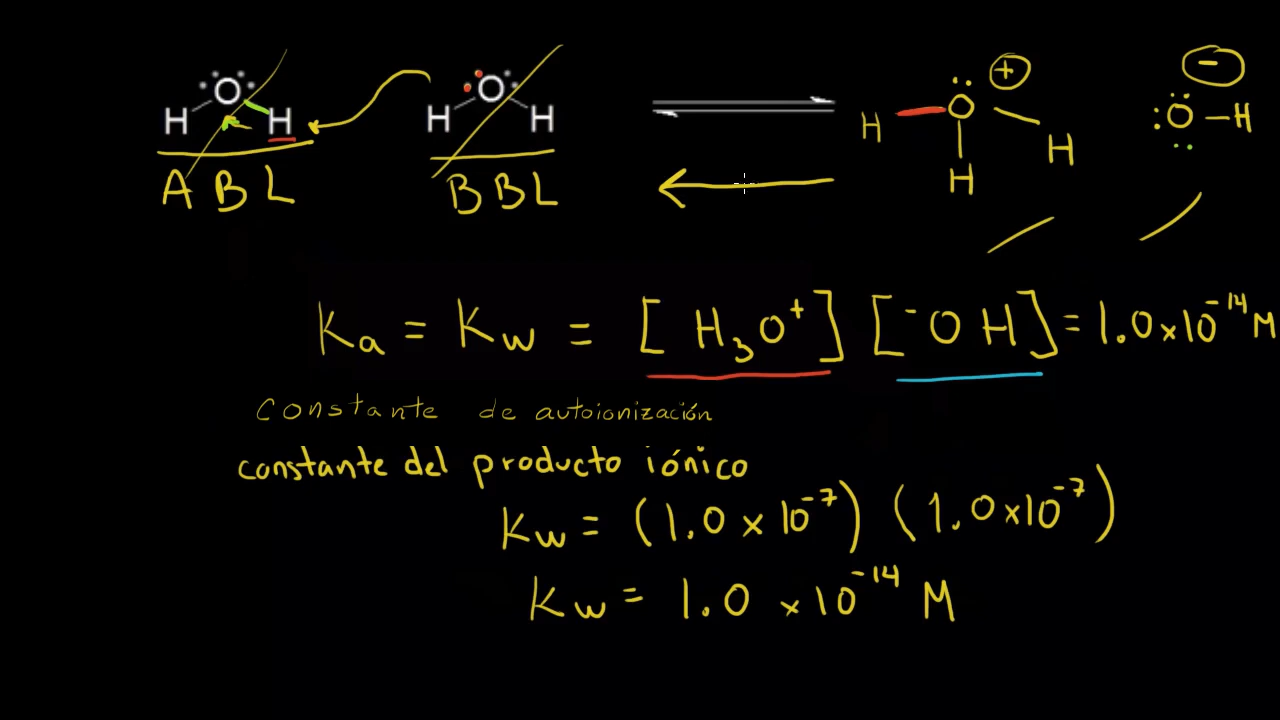 H O H H O H H O H H ⊕ O H ⊖
A B L B B L
Ka = Kw = [H₃O⁺] [⁻OH] = 1.0×10⁻¹⁴ M
Constante de autoionización
constante del producto iónico
Kw = (1.0 x 10⁻⁷) (1.0×10⁻⁷)
Kw = 1.0 x 10⁻¹⁴ M